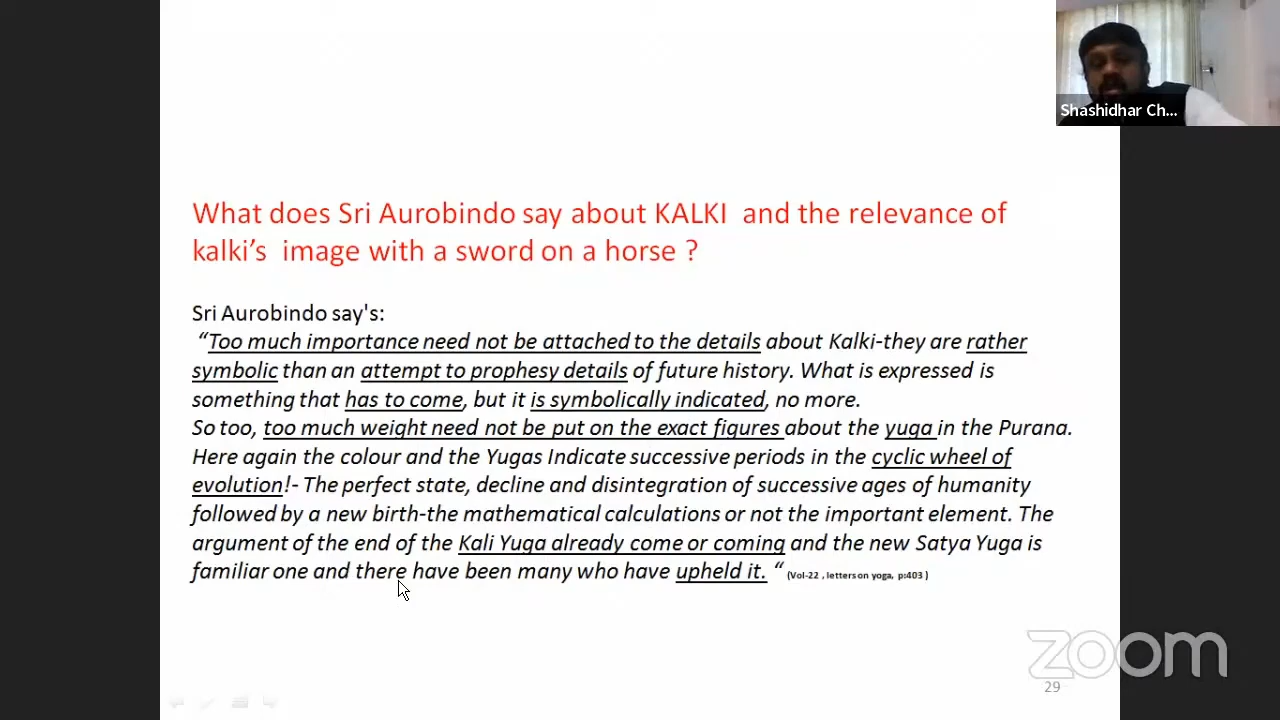 Shashidhar Ch...
What does Sri Aurobindo say about KALKI and the relevance of
kalki's image with a sword on a horse ?
Sri Aurobindo say's:
“Too much importance need not be attached to the details about Kalki-they are rather
symbolic than an attempt to prophesy details of future history. What is expressed is
something that has to come, but it is symbolically indicated, no more.
So too, too much weight need not be put on the exact figures about the yuga in the Purana.
Here again the colour and the Yugas Indicate successive periods in the cyclic wheel of
evolution!- The perfect state, decline and disintegration of successive ages of humanity
followed by a new birth-the mathematical calculations or not the important element. The
argument of the end of the Kali Yuga already come or coming and the new Satya Yuga is
familiar one and there have been many who have upheld it. “ (Vol-22 , letters on yoga, p:403 )
zoom
29